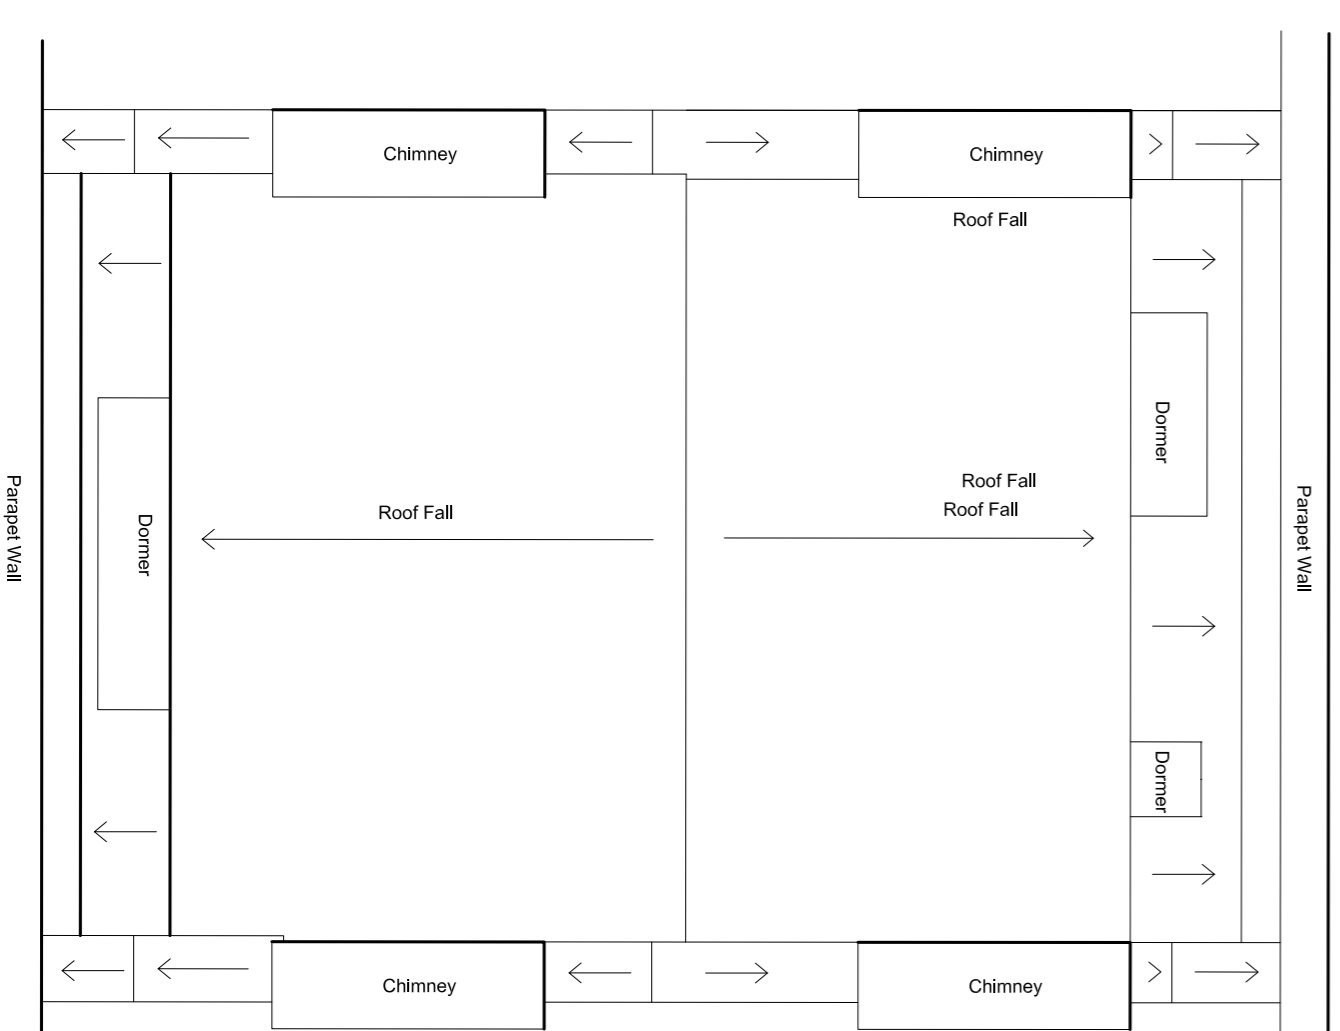 Chimney
Chimney
Roof Fall
Dormer
Roof Fall
Roof Fall
Roof Fall
Parapet Wall
Dormer
Parapet Wall
Dormer
Chimney
Chimney